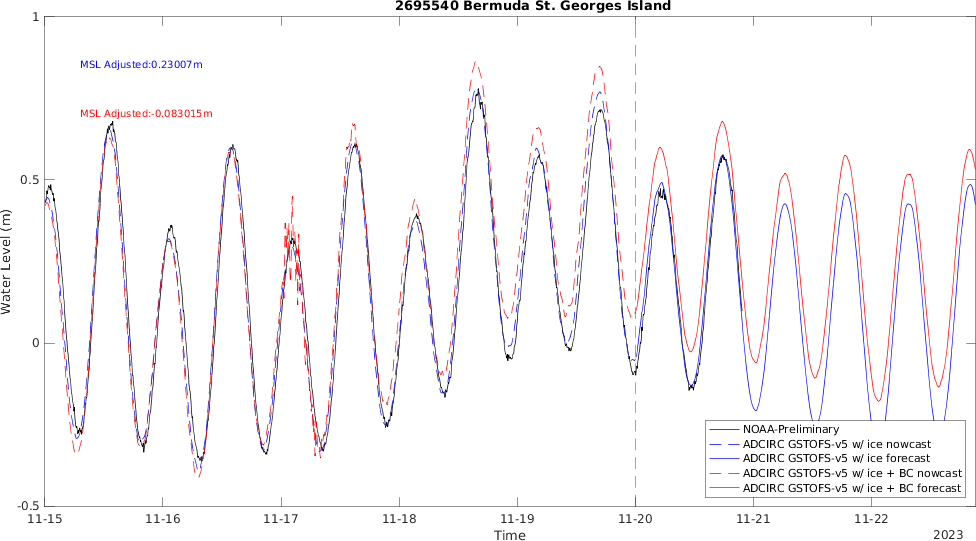 2695540 Bermuda St. Georges Island
1
MSL Adjusted:0.23007m
MSL Adjusted:-0.083015m
0.5
Water Level (m)
0
-0.5
NOAA-Preliminary
ADCIRC GSTOFS-v5 w/ ice nowcast
ADCIRC GSTOFS-v5 w/ ice forecast
ADCIRC GSTOFS-v5 w/ ice + BC nowcast
ADCIRC GSTOFS-v5 w/ ice + BC forecast
11-15 11-16 11-17 11-18 11-19 11-20 11-21 11-22
Time
2023